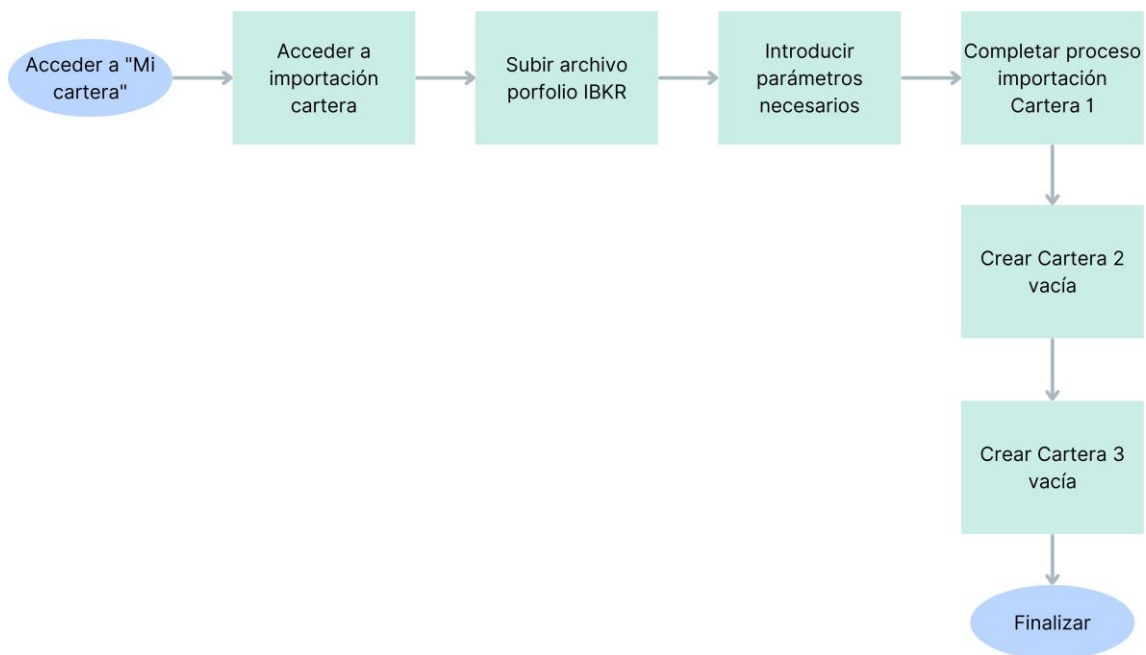 Acceder a "Mi
cartera"
Acceder a
importación
cartera
Subir archivo
porfolio IBKR
Introducir
parámetros
necesarios
Completar proceso
importación
Cartera 1
Crear Cartera 2
vacía
Crear Cartera 3
vacía
Finalizar